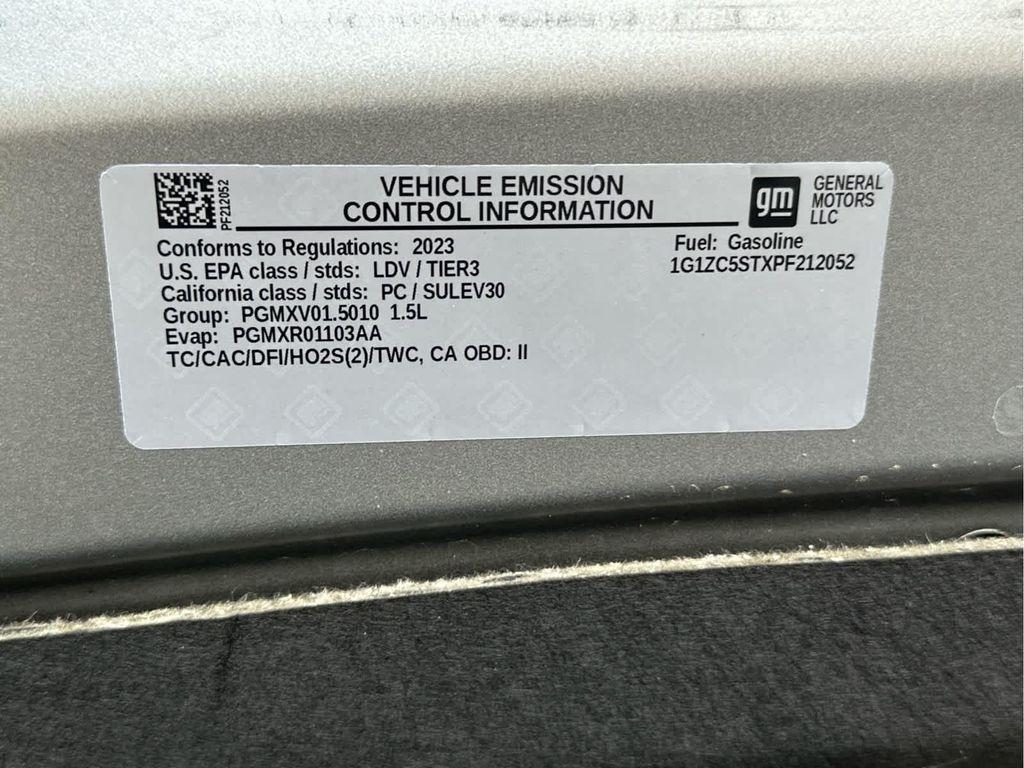 PF212052
VEHICLE EMISSION
CONTROL INFORMATION
gm
GENERAL
MOTORS
LLC
Conforms to Regulations: 2023
U.S. EPA class / stds: LDV / TIER3
California class / stds: PC / SULEV30
Group: PGMXV01.5010 1.5L
Evap: PGMXR01103AA
TC/CAC/DFI/HO2S(2)/TWC, CA OBD: II
Fuel: Gasoline
1G1ZC5STXPF212052